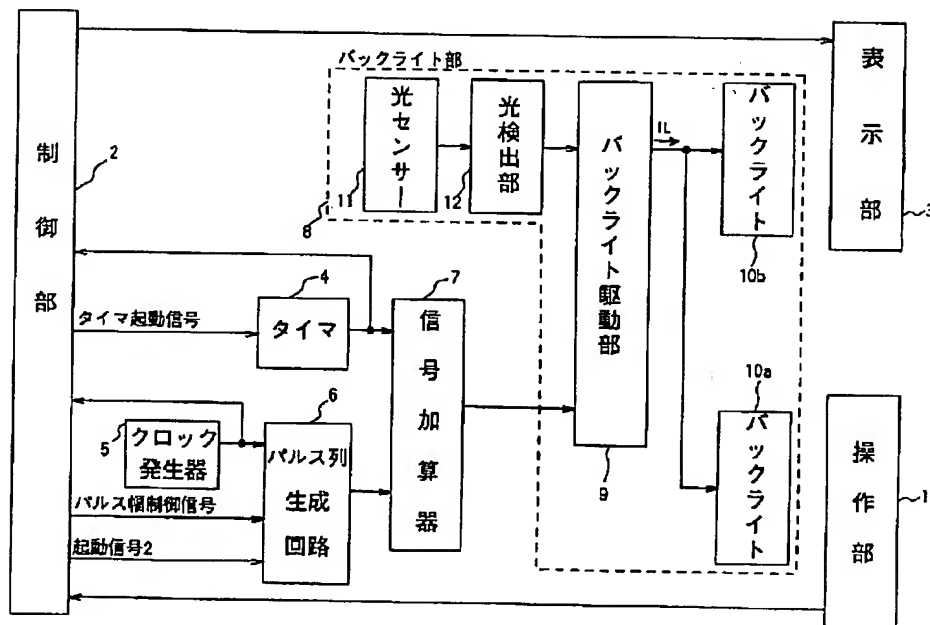 バックライト部
表示部
3
制御部
2
光センサー
11
8
光検出部
12
バックライト駆動部
9
IL
バックライト
10b
タイマ起動信号
タイマ
4
信号加算器
7
クロック
発生器
5
パルス列
生成
回路
6
パルス幅制御信号
起動信号2
10a
バックライト
操作部
1